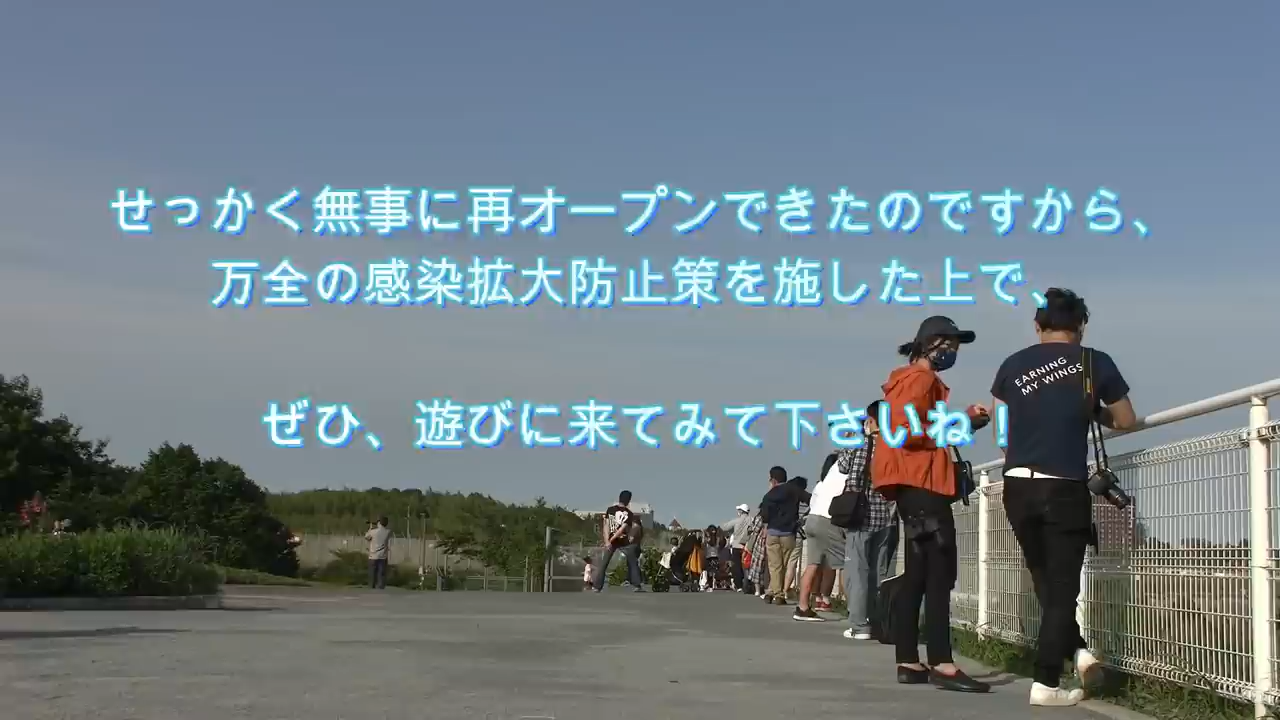 せっかく無事に再オープンできたのですから、
万全の感染拡大防止策を施した上で、
ぜひ、遊びに来てみて下さいね！
EARNING
MY WINGS